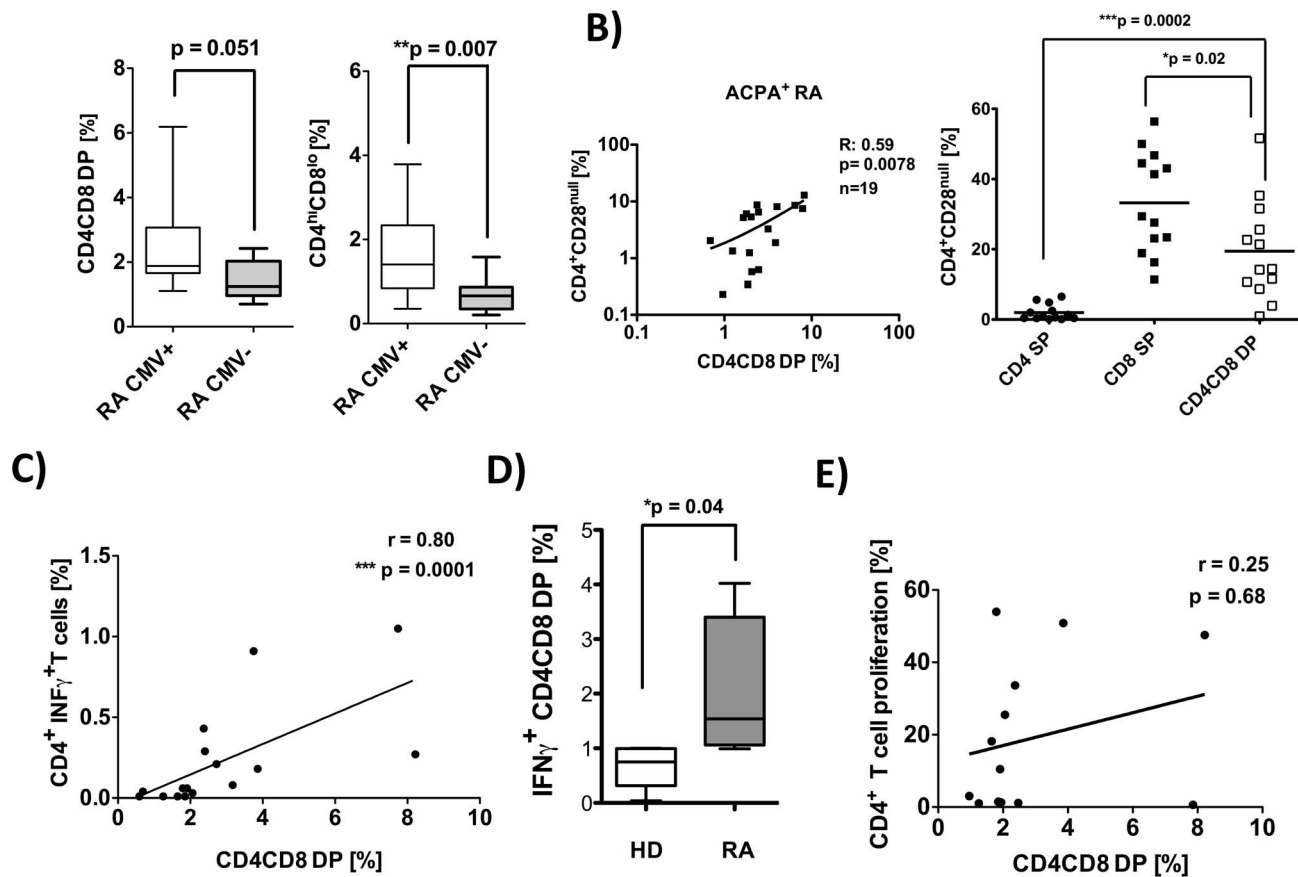 p = 0.051
CD4CD8 DP [%]
8
6
4
2
0
RA CMV+
RA CMV-
**p = 0.007
CD4hiCD8lo[%]
6
4
2
0
RA CMV+
RA CMV-
B)
ACPA+ RA
R: 0.59
p= 0.0078
n=19
CD4+CD28null[%]
100
10
1
0.1
0.1
1
10
100
CD4CD8 DP [%]
***p = 0.0002
*p = 0.02
CD4+CD28null[%]
60
40
20
0
CD4 SP
CD8 SP
CD4CD8 DP
C)
r = 0.80
*** p = 0.0001
CD4+ INFγ+T cells [%]
1.5
1.0
0.5
0.0
0
2
4
6
8
10
CD4CD8 DP [%]
D)
*p = 0.04
IFNγ+ CD4CD8 DP [%]
5
4
3
2
1
0
HD
RA
E)
r = 0.25
p = 0.68
CD4+ T cell proliferation [%]
60
40
20
0
0
2
4
6
8
10
CD4CD8 DP [%]